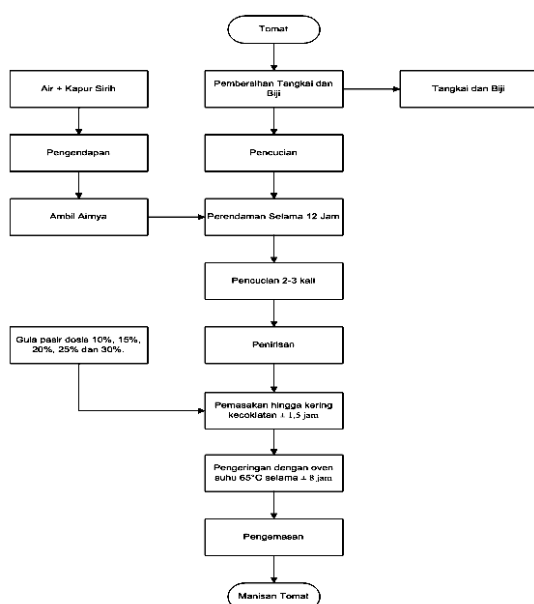 Tomat
Air + Kapur Sirih
Pembersihan Tangkai dan
Biji
Tangkai dan Biji
Pengendapan
Pencucian
Ambil Airnya
Perendaman Selama 12 Jam
Pencucian 2-3 kali
Gula pasir dosis 10%, 15%,
20%, 25% dan 30%.
Penirisan
Pemasakan hingga kering
kecoklatan ± 1,5 jam
Pengeringan dengan oven
suhu 65°C selama ± 8 jam
Pengemasan
Manisan Tomat